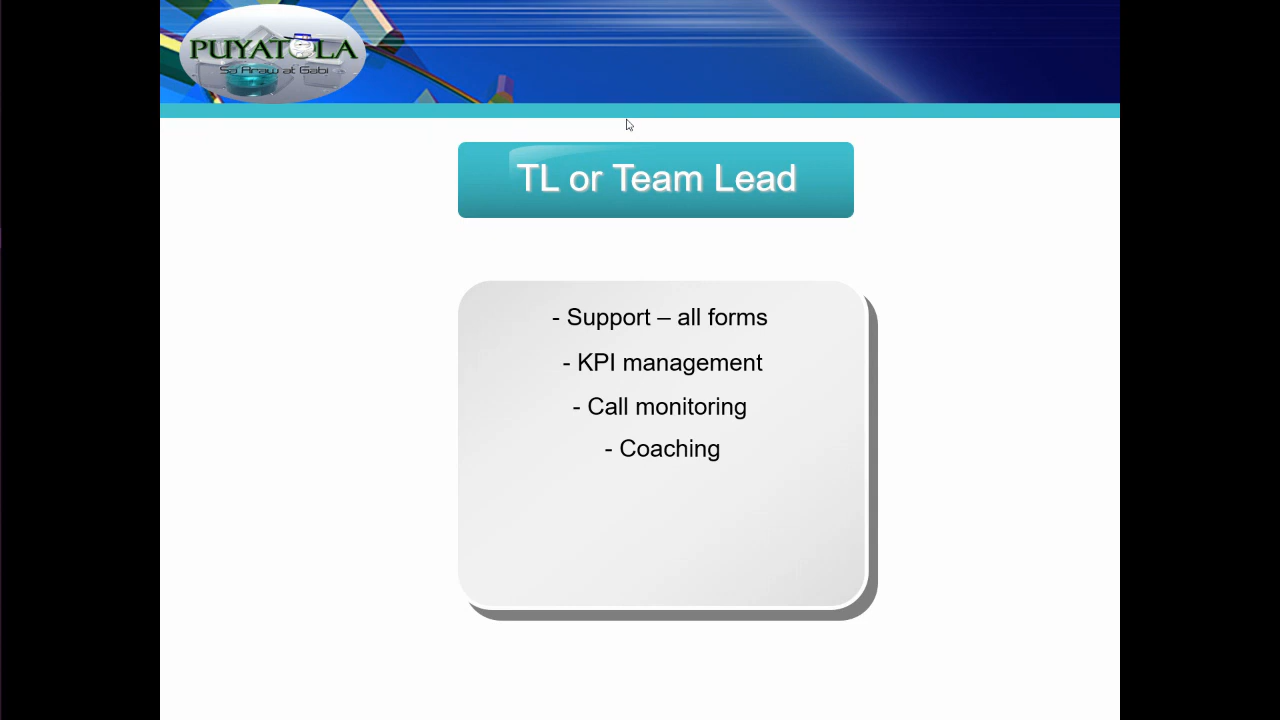 PUYATOLA
Sa Araw at Gabi
TL or Team Lead
- Support – all forms
- KPI management
- Call monitoring
- Coaching